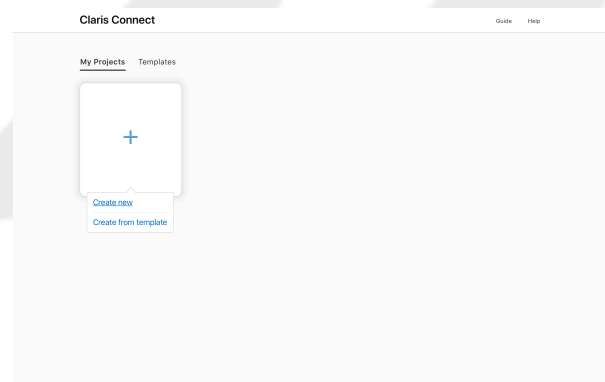 Claris Connect
Guide Help
My Projects Templates
Create new
Create from template